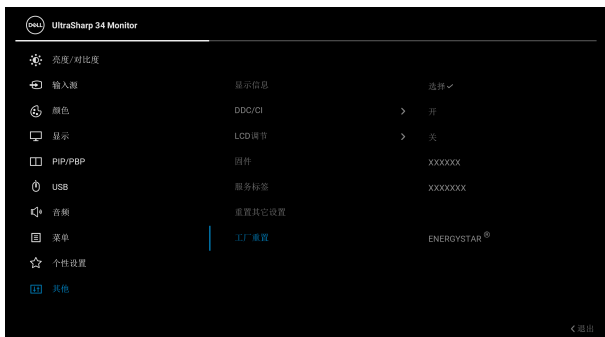 DELL UltraSharp 34 Monitor
亮度/对比度
输入源 显示信息 选择✓
颜色 DDC/CI > 开
显示 LCD调节 > 关
PIP/PBP 固件 XXXXXX
USB 服务标签 XXXXXXX
音频 重置其它设置
菜单 工厂重置 ENERGYSTAR®
个性设置
其他
< 退出